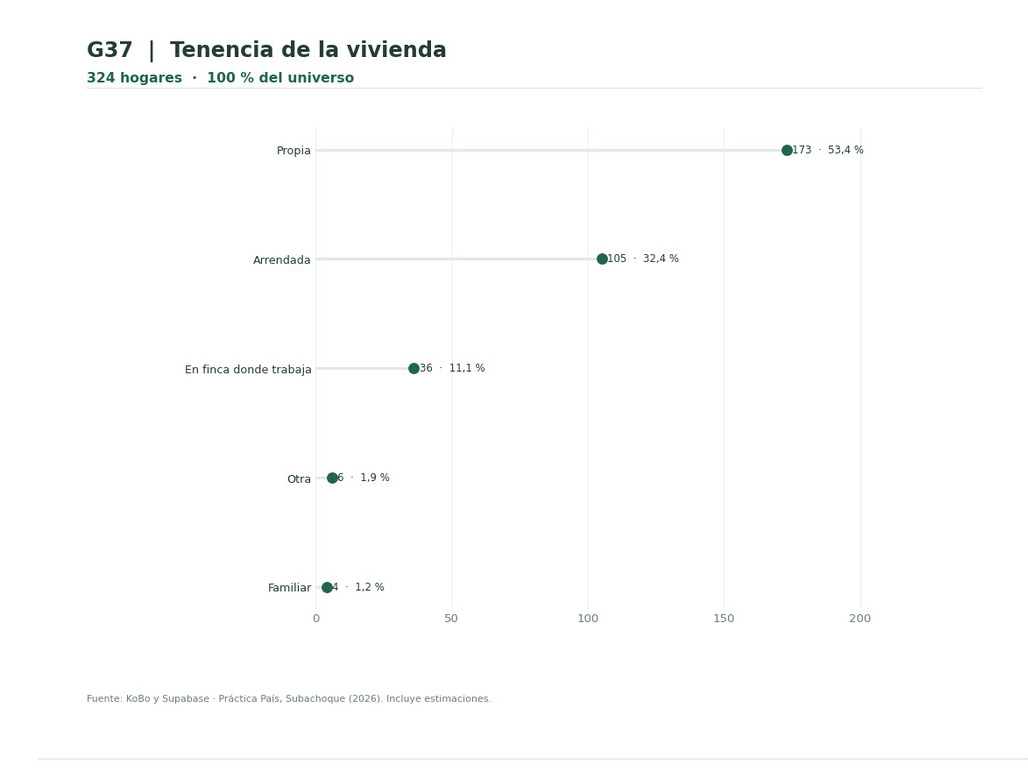 G37 | Tenencia de la vivienda
324 hogares · 100 % del universo
Propia 173 · 53,4 %
Arrendada 105 · 32,4 %
En finca donde trabaja 36 · 11,1 %
Otra 6 · 1,9 %
Familiar 4 · 1,2 %
0 50 100 150 200
Fuente: KoBo y Supabase · Práctica País, Subachoque (2026). Incluye estimaciones.